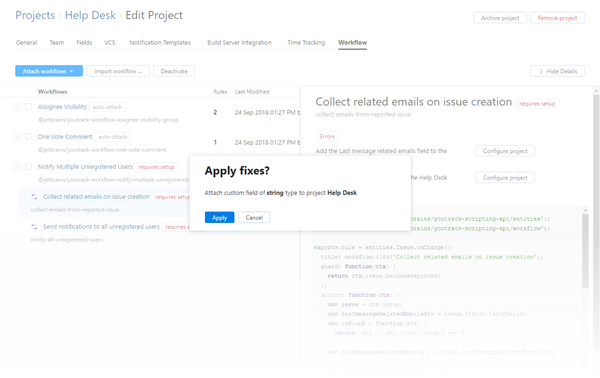 Projects › Help Desk › Edit Project
Archive project
Remove project
General
Team
Fields
VCS
Notification Templates
Build Server Integration
Time Tracking
Workflow
Attach workflows
Import workflow ...
Deactivate
Hide Details
Workflows
Rules
Last Modified
Assignee Visibility auto-attach
2
24 Sep 2018 01:27 PM b
@jetbrains/youtrack-workflow-assignee-visibility-group
One Vote Comment auto-attach
1
24 Sep 2018 01:27 PM b
@jetbrains/youtrack-workflow-one-vote-comment
Notify Multiple Unregistered Users requires setup
@jetbrains/youtrack-workflow-notify-multiple-unregistered
Collect related emails on issue creation requires setup
collect-emails-from-reported-issue
Send notifications to all unregistered users requires
notify-all-unregistered-users
Collect related emails on issue creation requires setup
collect-emails-from-reported-issue
Errors
Add the Last message related emails field to the
Configure project
the Help Desk
Configure project
Apply fixes?
Attach custom field of string type to project Help Desk
Apply
Cancel
rains/youtrack-scripting-api/entities');
rains/youtrack-scripting-api/workflow');
exports.rule = entities.Issue.onChange({
title: workflow.i18n('Collect related emails on issue creation'),
guard: function(ctx) {
return ctx.issue.becomesReported;
},
action: function(ctx) {
var issue = ctx.issue;
var lastMessageRelatedEmailsStr = issue.fields.lastEmails;
var isBlank = function(str) {